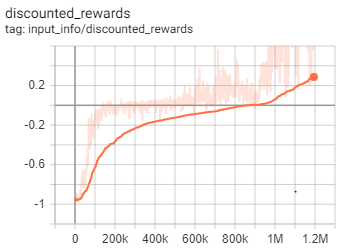 discounted_rewards
tag: input_info/discounted_rewards
0.2
-0.2
-0.6
-1
0 200k 400k 600k 800k 1M 1.2M